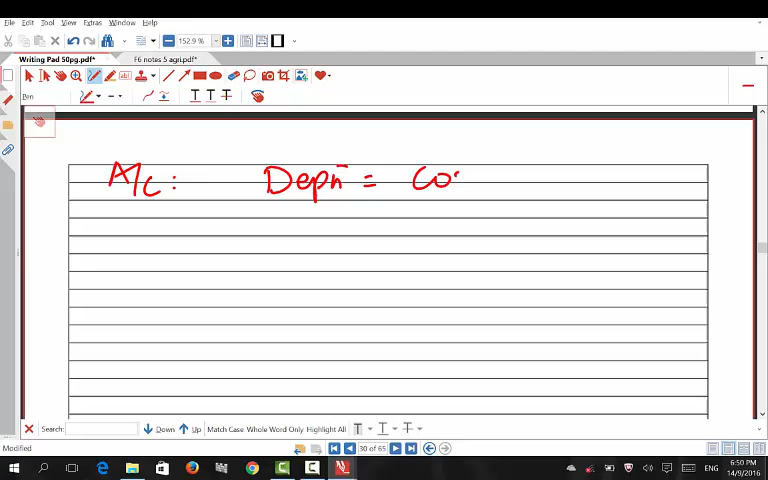 File Edit Tool View Extras Window Help
152.9 %
Writing Pad 50pg.pdf* F6 notes 5 agri.pdf*
Pen
A/C : Depn = Co
Search: Down Up Match Case Whole Word Only Highlight All
Modified 30 of 65
ENG 6:50 PM
14/9/2016